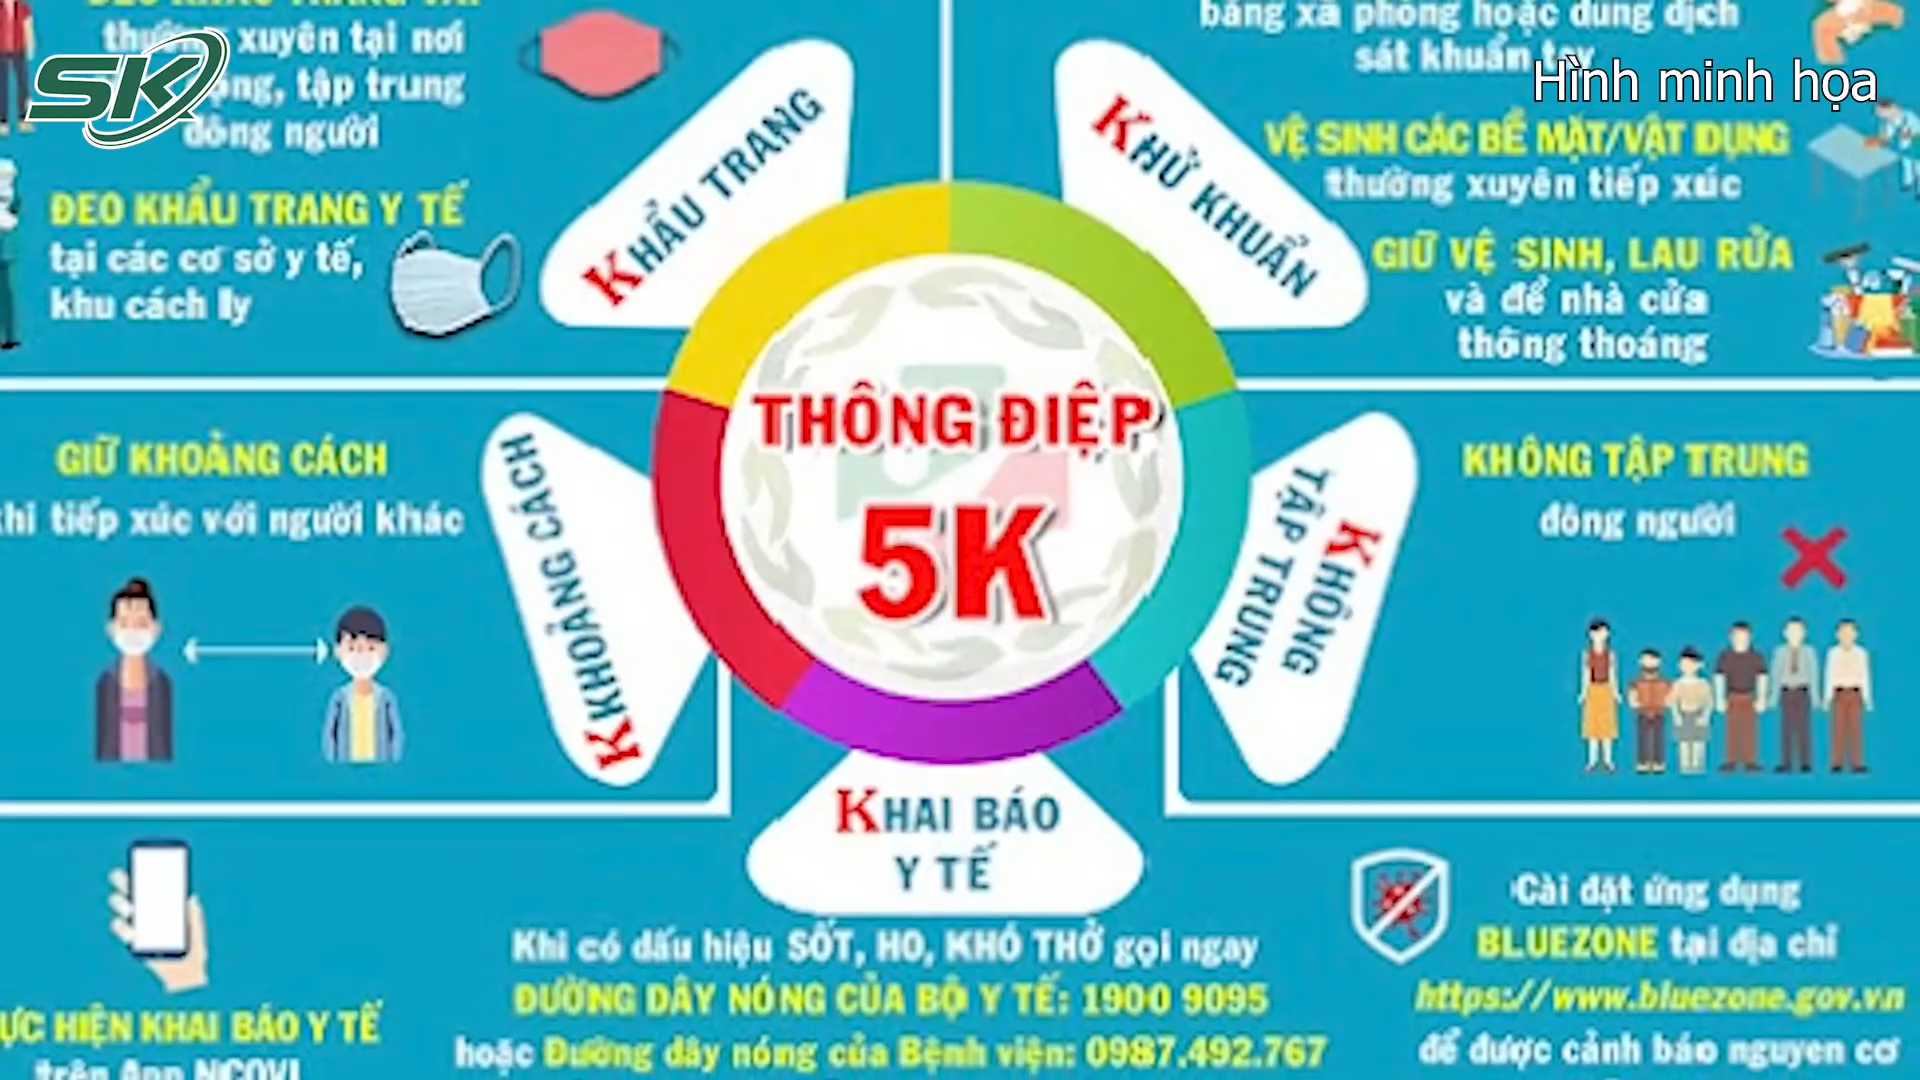 SK
Hình minh họa
xuyên tại nơi
tập trung
đông người
ĐEO KHẨU TRANG Y TẾ
tại các cơ sở y tế,
khu cách ly
KHẨU TRANG
bằng xà phòng hoặc dung dịch
sát khuẩn tay
VỆ SINH CÁC BỀ MẶT/VẬT DỤNG
thường xuyên tiếp xúc
GIỮ VỆ SINH, LAU RỬA
và để nhà cửa
thông thoáng
KHỬ KHUẨN
THÔNG ĐIỆP
5K
GIỮ KHOẢNG CÁCH
khi tiếp xúc với người khác
K KHOẢNG CÁCH
KHÔNG
TẬP TRUNG
KHÔNG TẬP TRUNG
đông người
KHAI BÁO
Y TẾ
HIỆN KHAI BÁO Y TẾ
trên App NCOVI
Khi có dấu hiệu SỐT, HO, KHÓ THỞ gọi ngay
ĐƯỜNG DÂY NÓNG CỦA BỘ Y TẾ: 1900 9095
hoặc Đường dây nóng của Bệnh viện: 0987.492.767
Cài đặt ứng dụng
BLUEZONE tại địa chỉ
https://www.bluezone.gov.vn
để được cảnh báo nguy cơ